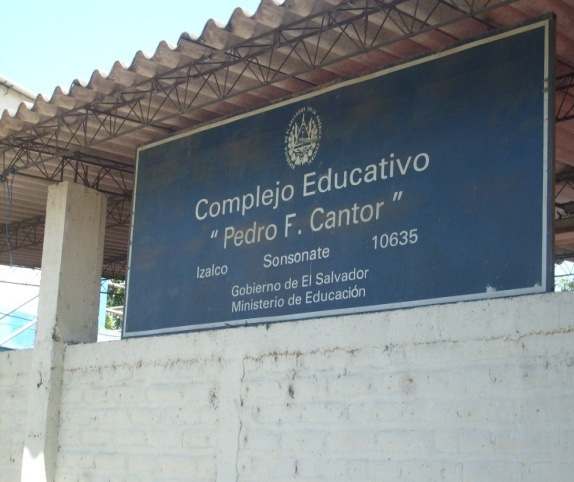 Complejo Educativo
" Pedro F. Cantor "
Izalco Sonsonate 10635
Gobierno de El Salvador
Ministerio de Educación